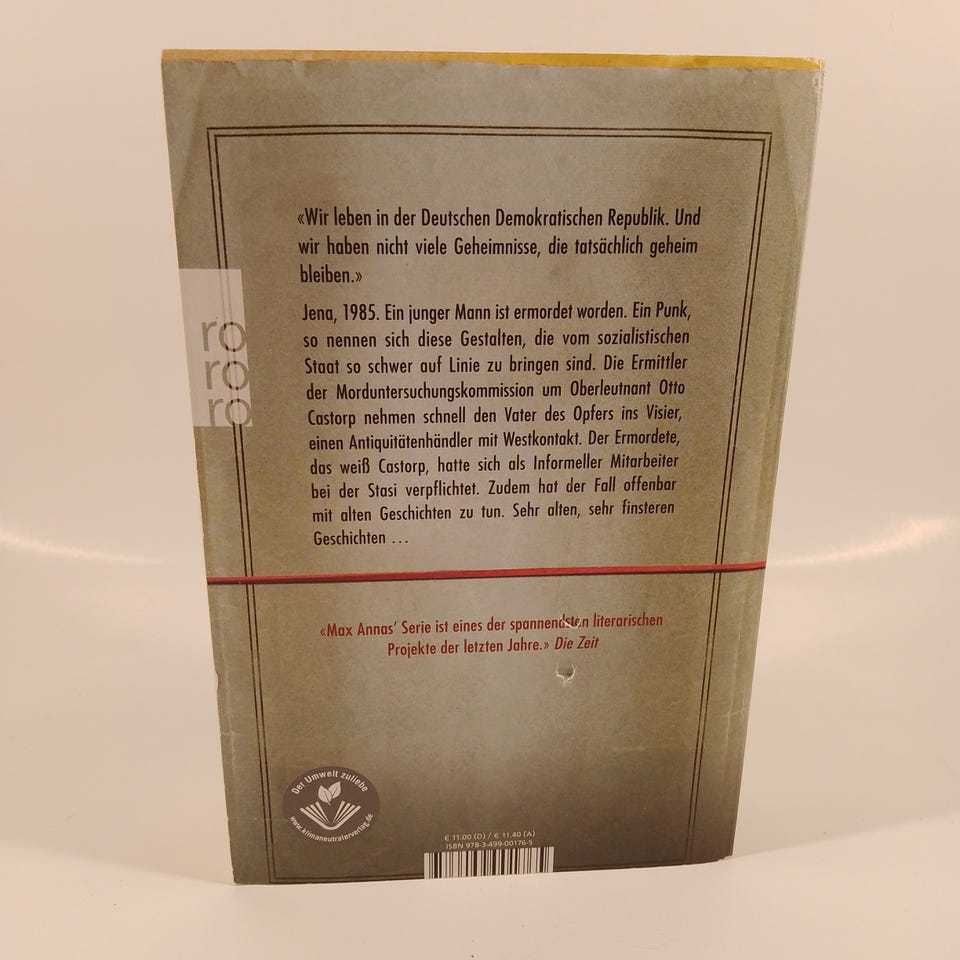 «Wir leben in der Deutschen Demokratischen Republik. Und
wir haben nicht viele Geheimnisse, die tatsächlich geheim
bleiben.»
Jena, 1985. Ein junger Mann ist ermordet worden. Ein Punk,
so nennen sich diese Gestalten, die vom sozialistischen
Staat so schwer auf Linie zu bringen sind. Die Ermittler
der Morduntersuchungskommission um Oberleutnant Otto
Castorp nehmen schnell den Vater des Opfers ins Visier,
einen Antiquitätenhändler mit Westkontakt. Der Ermordete,
das weiß Castorp, hatte sich als Informeller Mitarbeiter
bei der Stasi verpflichtet. Zudem hat der Fall offenbar
mit alten Geschichten zu tun. Sehr alten, sehr finsteren
Geschichten ...
ro
ro
ro
«Max Annas' Serie ist eines der spannendsten literarischen
Projekte der letzten Jahre.» Die Zeit
Der Umwelt zuliebe
www.klimaneutralerverlag.de
€ 11.00 (D) / € 11.40 (A)
ISBN 978-3-499-00176-5